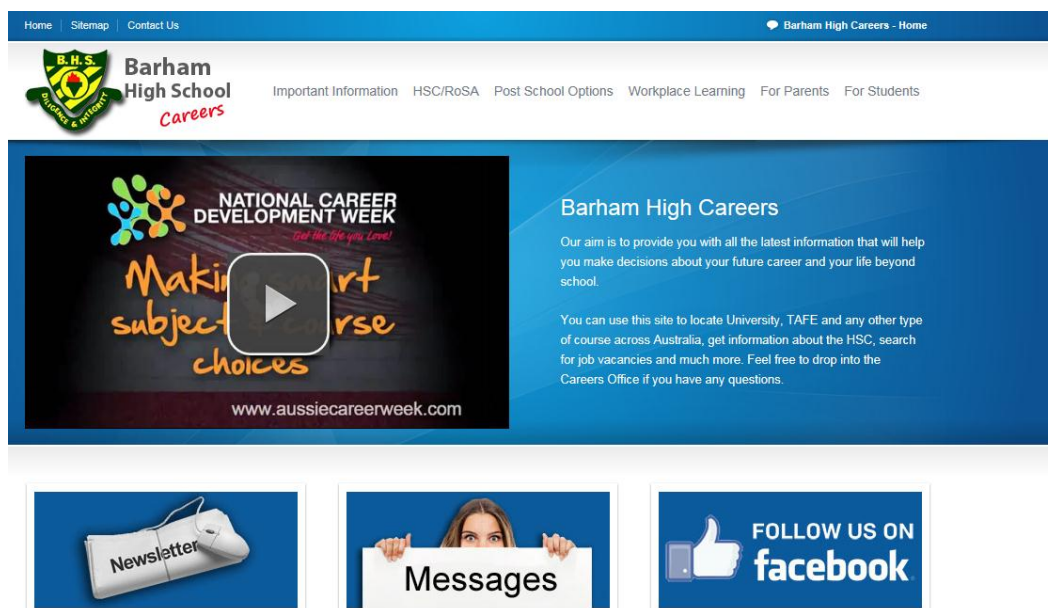 Home
Sitemap
Contact Us
Barham High Careers - Home
B.H.S.
DILIGENCE & INTEGRITY
Barham
High School
Careers
Important Information
HSC/RoSA
Post School Options
Workplace Learning
For Parents
For Students
NATIONAL CAREER
DEVELOPMENT WEEK
Get the life you Love!
Making
subject
choices
www.aussiecareerweek.com
Barham High Careers
Our aim is to provide you with all the latest information that will help
you make decisions about your future career and your life beyond
school.
You can use this site to locate University, TAFE and any other type
of course across Australia, get information about the HSC, search
for job vacancies and much more. Feel free to drop into the
Careers Office if you have any questions.
Newsletter
Messages
FOLLOW US ON
facebook